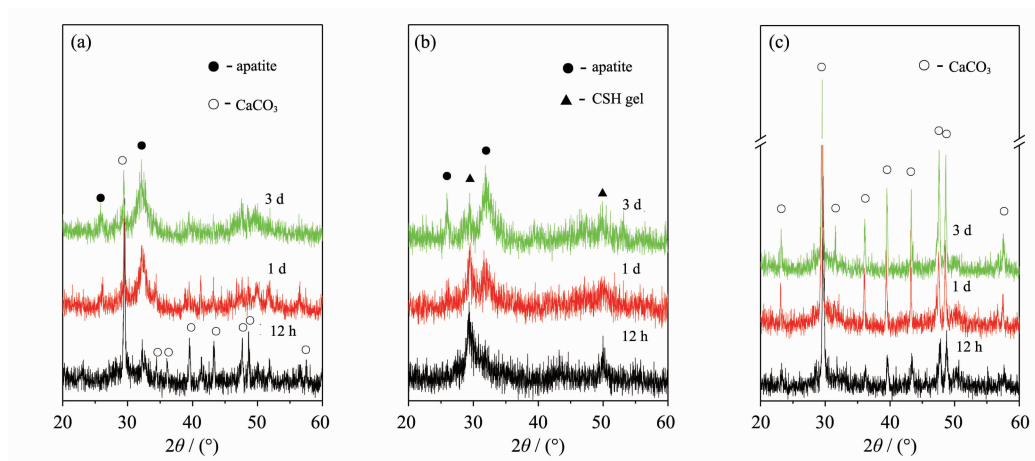 (a)
● - apatite
○ - CaCO₃
3 d
1 d
12 h
20 30 40 50 60
2θ / (°)
(b)
● - apatite
▲ - CSH gel
3 d
1 d
12 h
20 30 40 50 60
2θ / (°)
(c)
○ - CaCO₃
3 d
1 d
12 h
20 30 40 50 60
2θ / (°)